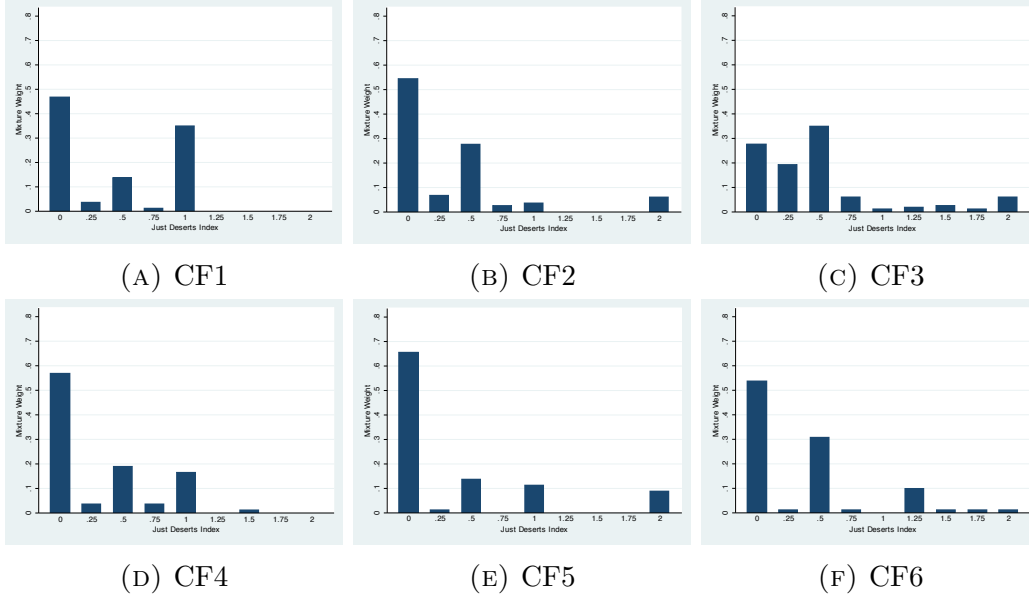 Mixture Weight
0 .1 .2 .3 .4 .5 .6 .7 .8
0 .25 .5 .75 1 1.25 1.5 1.75 2
Just Deserts Index
(A) CF1
Mixture Weight
0 .1 .2 .3 .4 .5 .6 .7 .8
0 .25 .5 .75 1 1.25 1.5 1.75 2
Just Deserts Index
(B) CF2
Mixture Weight
0 .1 .2 .3 .4 .5 .6 .7 .8
0 .25 .5 .75 1 1.25 1.5 1.75 2
Just Deserts Index
(C) CF3
Mixture Weight
0 .1 .2 .3 .4 .5 .6 .7 .8
0 .25 .5 .75 1 1.25 1.5 1.75 2
Just Deserts Index
(D) CF4
Mixture Weight
0 .1 .2 .3 .4 .5 .6 .7 .8
0 .25 .5 .75 1 1.25 1.5 1.75 2
Just Deserts Index
(E) CF5
Mixture Weight
0 .1 .2 .3 .4 .5 .6 .7 .8
0 .25 .5 .75 1 1.25 1.5 1.75 2
Just Deserts Index
(F) CF6